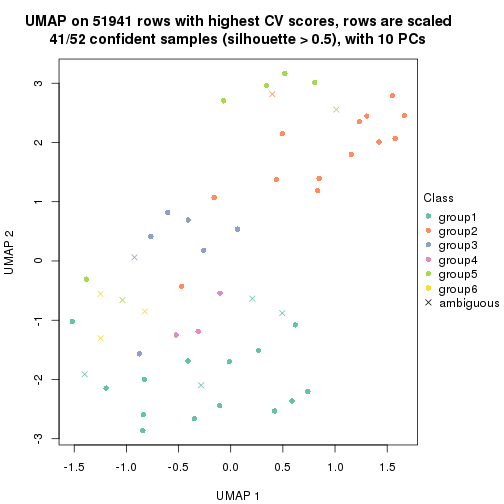 UMAP on 51941 rows with highest CV scores, rows are scaled
41/52 confident samples (silhouette > 0.5), with 10 PCs
3
2
1
0
-1
-2
-3
UMAP 2
-1.5 -1.0 -0.5 0.0 0.5 1.0 1.5
UMAP 1
Class
group1
group2
group3
group4
group5
group6
ambiguous